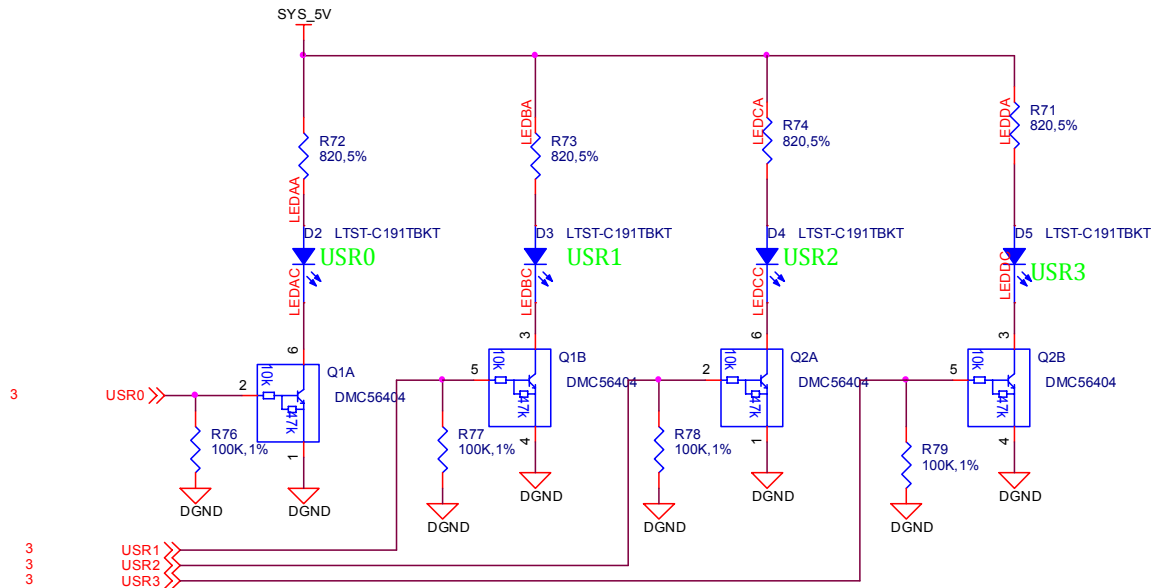 SYS_5V
R72
820,5%
LEDAA
D2 LTST-C191TBKT
USR0
LEDAC
LEDBA
R73
820,5%
D3 LTST-C191TBKT
USR1
LEDBC
LEDCA
R74
820,5%
D4 LTST-C191TBKT
USR2
LEDCC
LEDDA
R71
820,5%
D5 LTST-C191TBKT
USR3
LEDDC
3 USR0
2
6
10k
47k
1
Q1A
DMC56404
R76
100K,1%
DGND
DGND
5
3
10k
47k
4
Q1B
DMC56404
R77
100K,1%
DGND
DGND
2
6
10k
47k
1
Q2A
DMC56404
R78
100K,1%
DGND
DGND
5
3
10k
47k
4
Q2B
DMC56404
R79
100K,1%
DGND
DGND
3 USR1
3 USR2
3 USR3